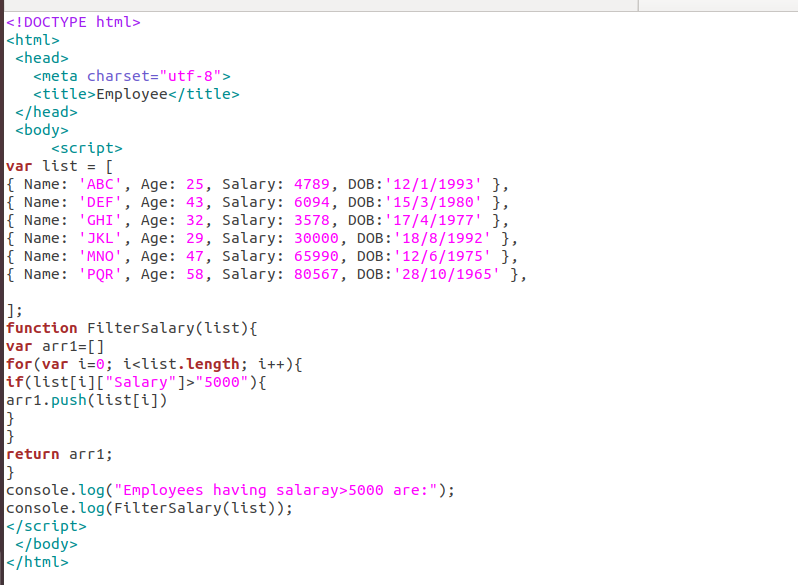 <!DOCTYPE html>
<html>
 <head>
   <meta charset="utf-8">
   <title>Employee</title>
 </head>
 <body>
     <script>
var list = [
{ Name: 'ABC', Age: 25, Salary: 4789, DOB:'12/1/1993' },
{ Name: 'DEF', Age: 43, Salary: 6094, DOB:'15/3/1980' },
{ Name: 'GHI', Age: 32, Salary: 3578, DOB:'17/4/1977' },
{ Name: 'JKL', Age: 29, Salary: 30000, DOB:'18/8/1992' },
{ Name: 'MNO', Age: 47, Salary: 65990, DOB:'12/6/1975' },
{ Name: 'PQR', Age: 58, Salary: 80567, DOB:'28/10/1965' },

];
function FilterSalary(list){
var arr1=[]
for(var i=0; i<list.length; i++){
if(list[i]["Salary"]>"5000"){
arr1.push(list[i])
}
}
return arr1;
}
console.log("Employees having salaray>5000 are:");
console.log(FilterSalary(list));
</script>
 </body>
</html>